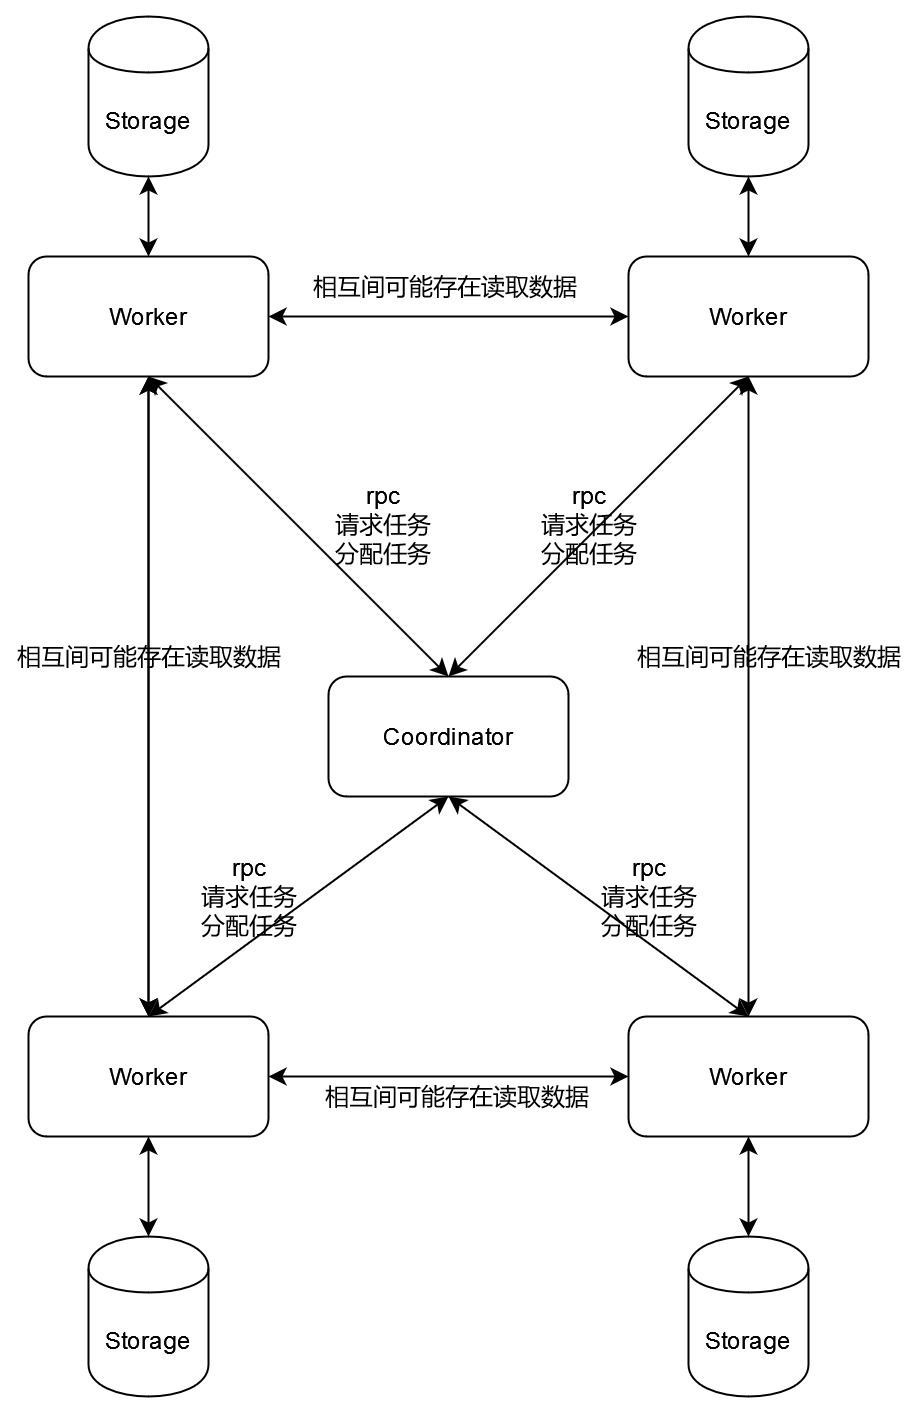 Storage
Storage
相互间可能存在读取数据
Worker
Worker
rpc
请求任务
分配任务
rpc
请求任务
分配任务
相互间可能存在读取数据
相互间可能存在读取数据
Coordinator
rpc
请求任务
分配任务
rpc
请求任务
分配任务
Worker
Worker
相互间可能存在读取数据
Storage
Storage